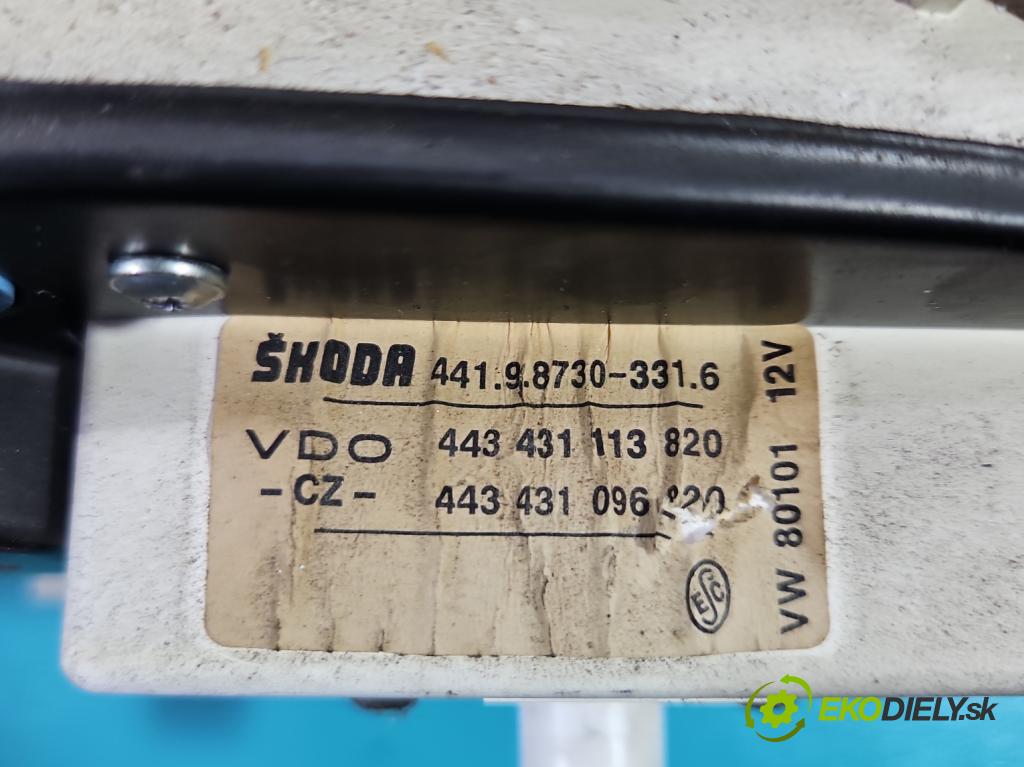 ŠKODA 441.9.8730-331.6
VDO 443 431 113 820
-CZ- 443 431 096 820
ESC
VW 80101 12V
EKODIELY.sk